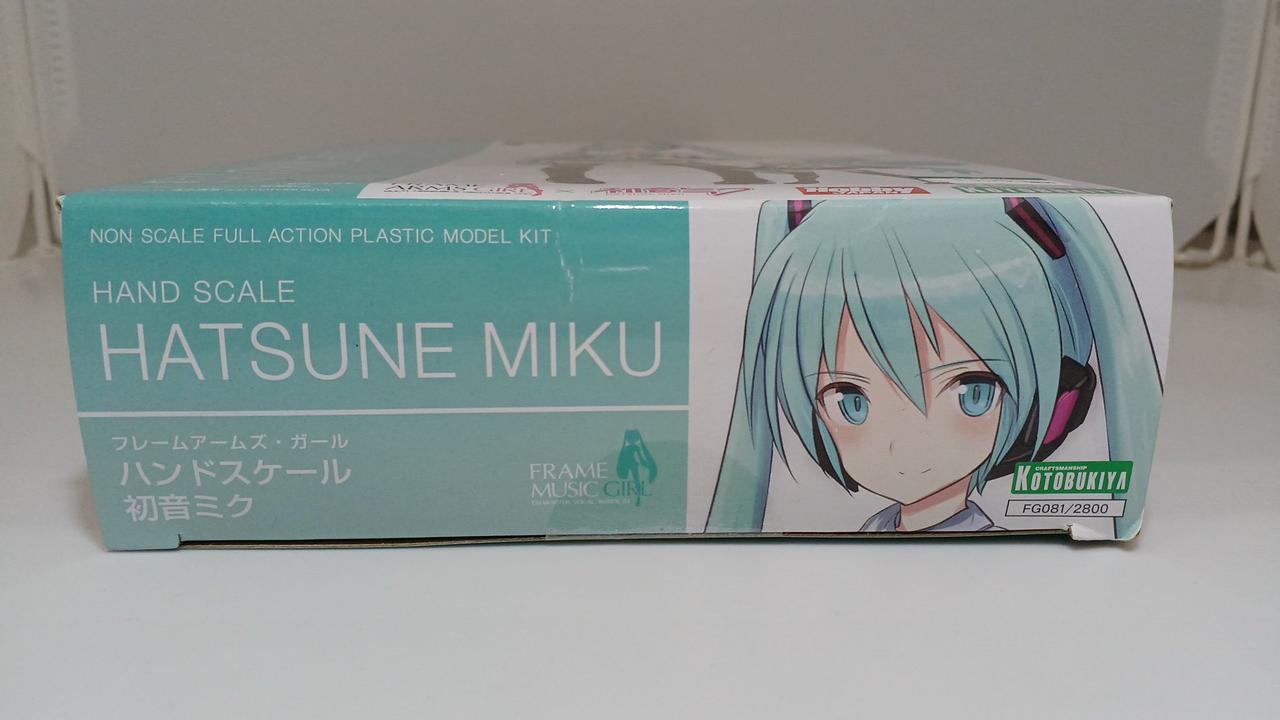 NON SCALE FULL ACTION PLASTIC MODEL KIT
HAND SCALE
HATSUNE MIKU
フレームアームズ・ガール
ハンドスケール
初音ミク
FRAME
MUSIC GIRL
CRAFTSMANSHIP
KOTOBUKIYA
FG081/2800